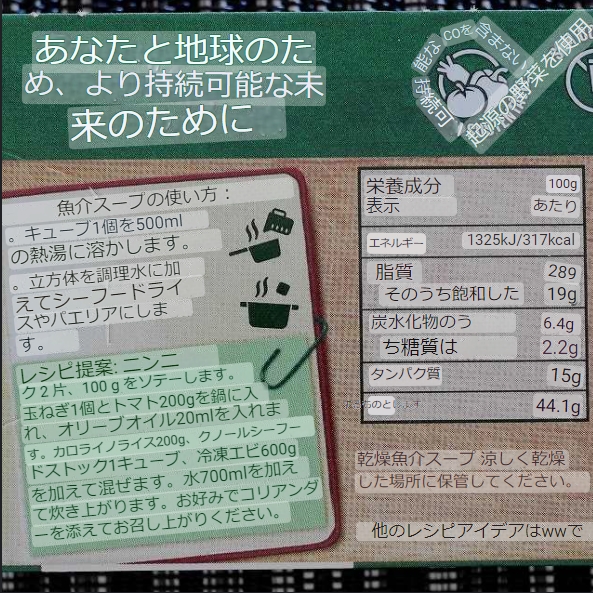 あなたと地球のた
め、より持続可能な未
来のために
持続可能な coを含まない
起源の野菜を使用
魚介スープの使い方：
。キューブ1個を500ml
の熱湯に溶かします。
。立方体を調理水に加
えてシーフードライ
スやパエリアにしま
す。
レシピ提案: ニンニ
ク2片、100gをソテーします。
玉ねぎ1個とトマト200gを鍋に入
れ、オリーブオイル20mlを入れま
す。カロライノライス200g、クノールシーフー
ドストック1キューブ、冷凍エビ600g
を加えて混ぜます。水700mlを加え
て炊き上がります。お好みでコリアンダ
ーを添えてお召し上がりください。
栄養成分 100g
表示 あたり
エネルギー 1325kJ/317kcal
脂質 28g
そのうち飽和した 19g
炭水化物のう 6.4g
ち糖質は 2.2g
タンパク質 15g
44.1g
乾燥魚介スープ 涼しく乾燥
した場所に保管してください。
他のレシピアイデアはwwで